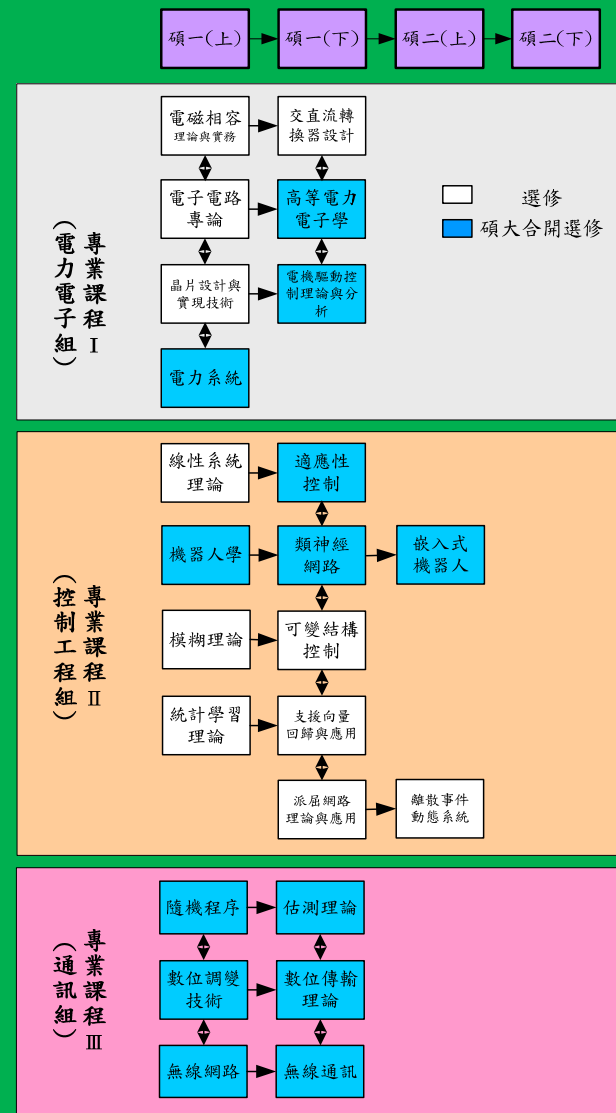 碩一(上)
碩一(下)
碩二(上)
碩二(下)
專業課程Ⅰ
(電力電子組)
電磁相容
理論與實務
交直流轉
換器設計
電子電路
專論
高等電力
電子學
晶片設計與
實現技術
電機驅動控
制理論與分
析
電力系統
選修
碩大合開選修
專業課程Ⅱ
(控制工程組)
線性系統
理論
適應性
控制
機器人學
類神經
網路
嵌入式
機器人
模糊理論
可變結構
控制
統計學習
理論
支援向量
回歸與應用
派屈網路
理論與應用
離散事件
動態系統
專業課程Ⅲ
(通訊組)
隨機程序
估測理論
數位調變
技術
數位傳輸
理論
無線網路
無線通訊